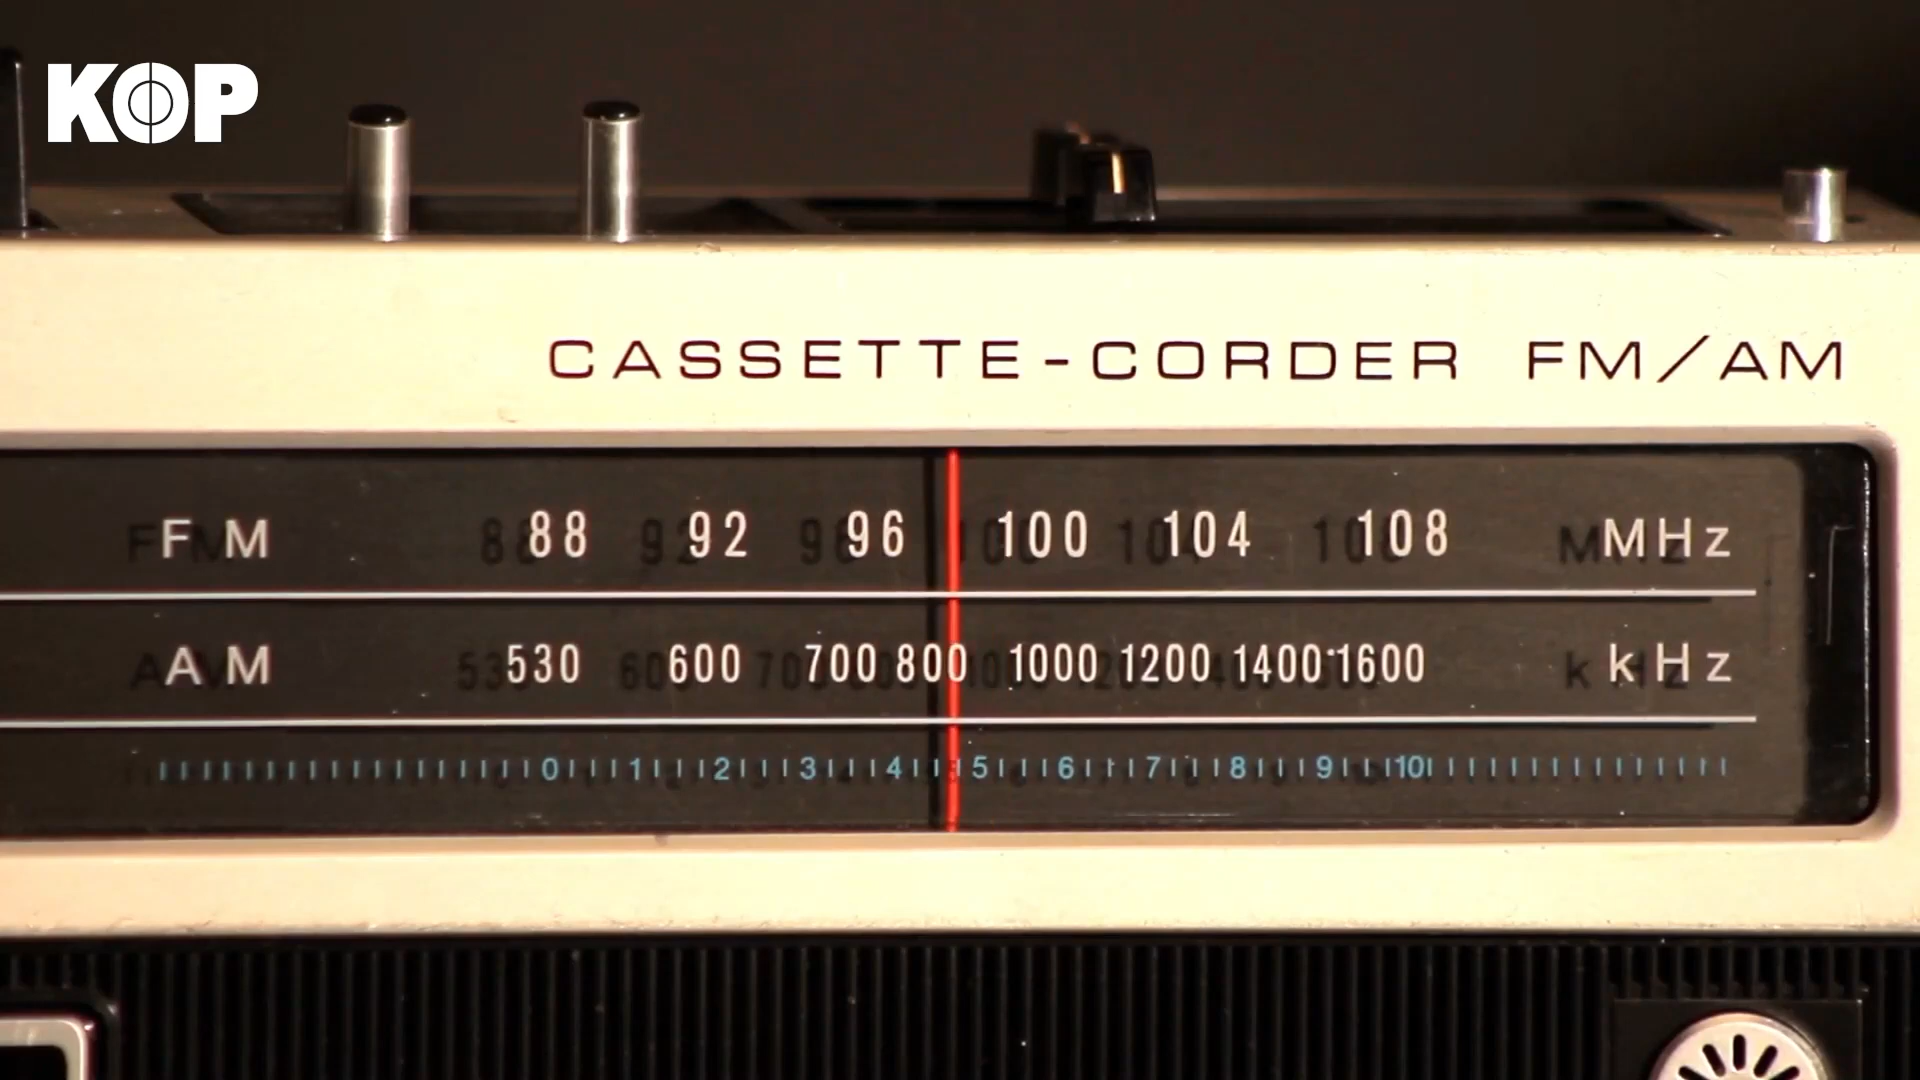 KOP
CASSETTE-CORDER FM/AM
FM 88 92 96 100 104 108 MHz
AM 530 600 700 800 1000 1200 1400 1600 kHz
0 1 2 3 4 5 6 7 8 9 10